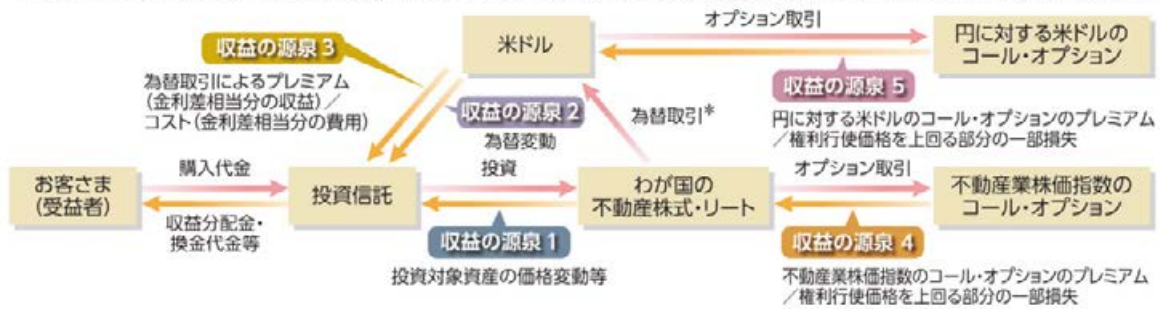 オプション取引
収益の源泉 3
米ドル
円に対する米ドルの
コール・オプション
為替取引によるプレミアム
(金利差相当分の収益)／
コスト(金利差相当分の費用)
収益の源泉 2
為替変動
為替取引*
収益の源泉 5
円に対する米ドルのコール・オプションのプレミアム
／権利行使価格を上回る部分の一部損失
お客さま
(受益者)
購入代金
収益分配金・
換金代金等
投資信託
投資
収益の源泉 1
投資対象資産の価格変動等
わが国の
不動産株式・リート
オプション取引
収益の源泉 4
不動産業株価指数の
コール・オプション
不動産業株価指数のコール・オプションのプレミアム
／権利行使価格を上回る部分の一部損失